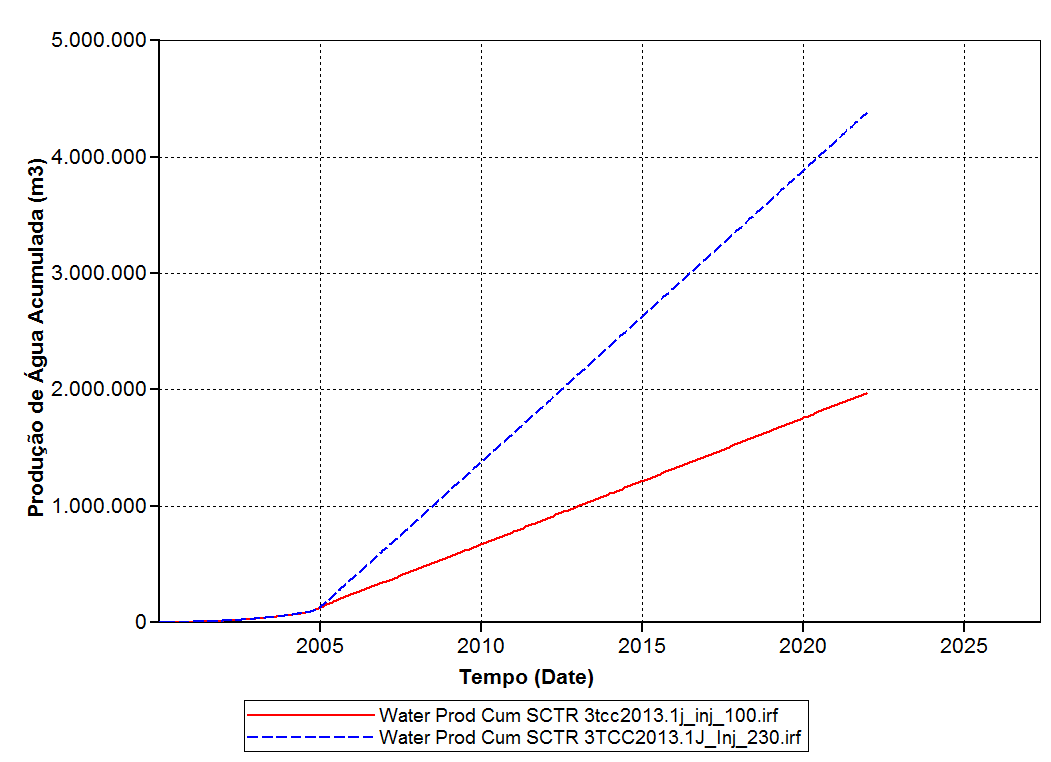 5.000.000
4.000.000
3.000.000
2.000.000
1.000.000
0
Produção de Água Acumulada (m3)
2005 2010 2015 2020 2025
Tempo (Date)
Water Prod Cum SCTR 3tcc2013.1j_inj_100.irf
Water Prod Cum SCTR 3TCC2013.1J_Inj_230.irf